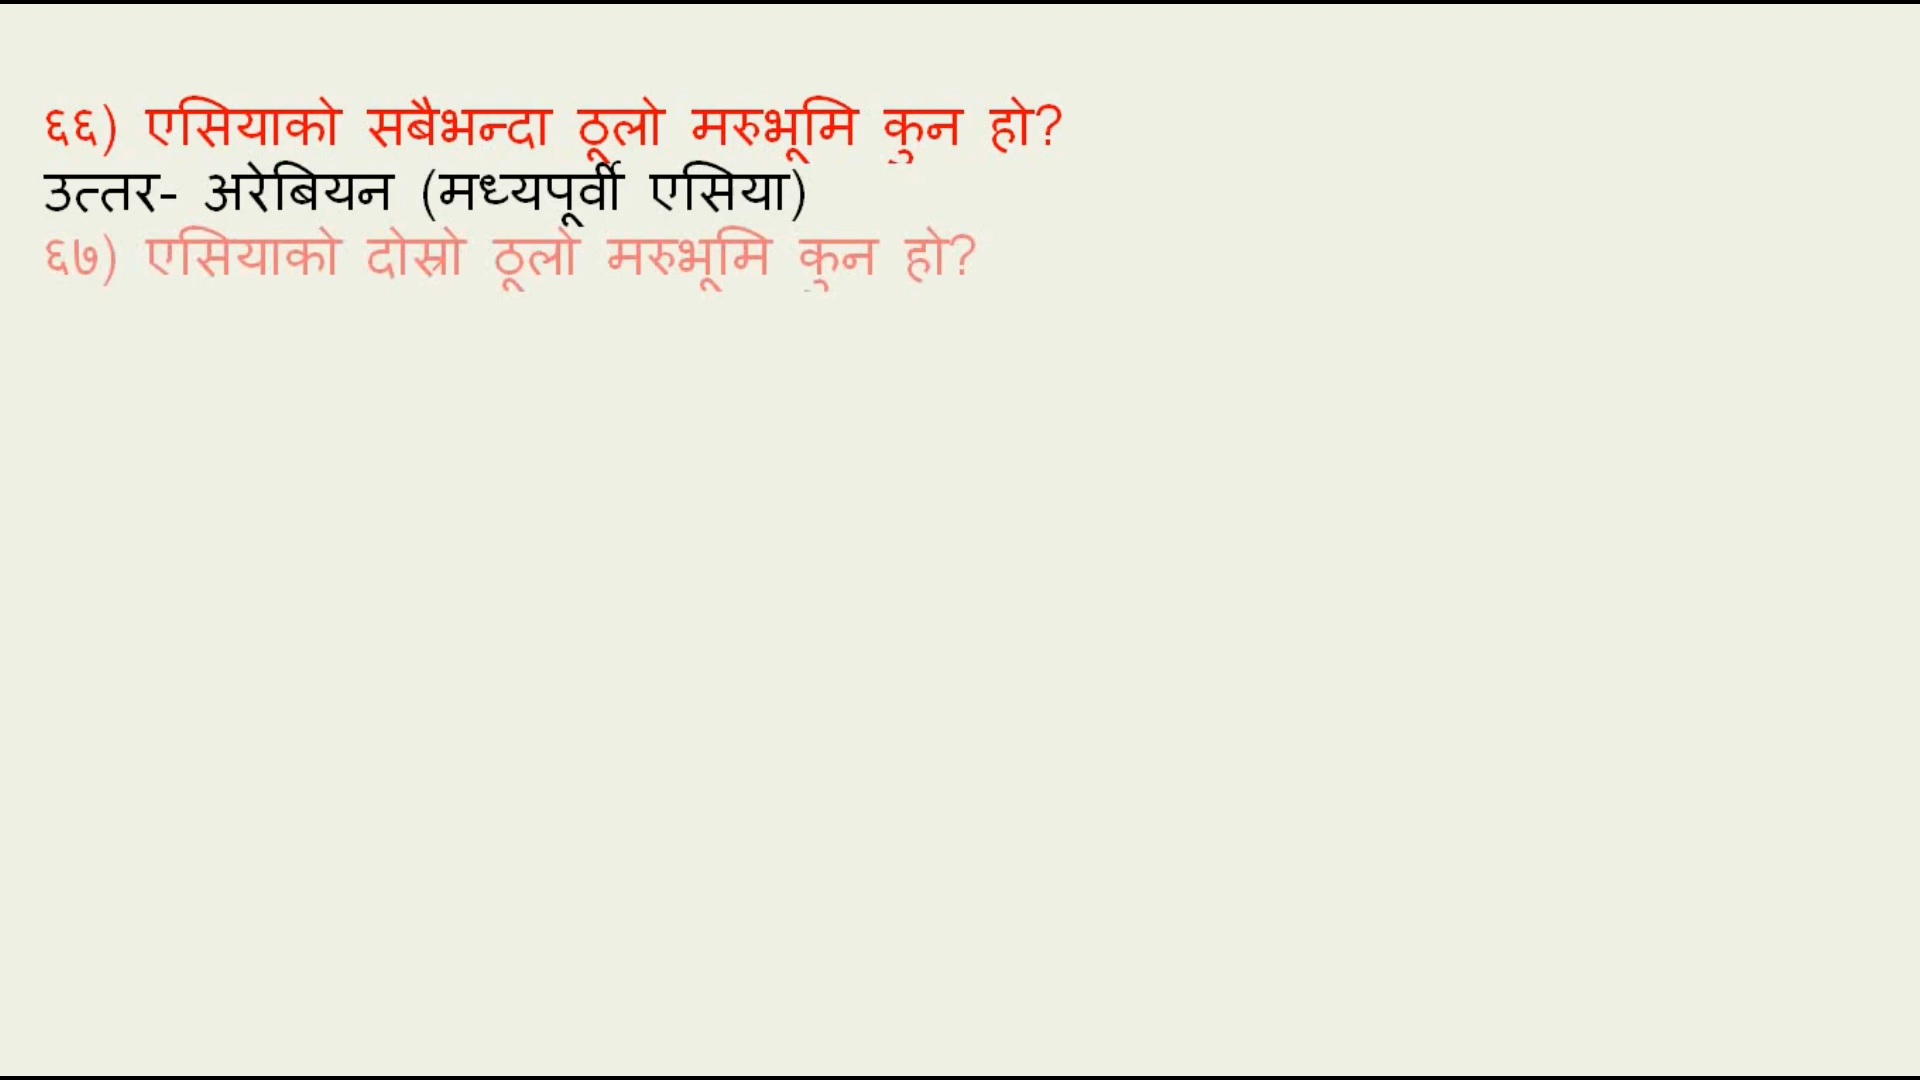 ६६) एसियाको सबैभन्दा ठूलो मरुभूमि कुन हो?
उत्तर- अरेबियन (मध्यपूर्वी एसिया)
६७) एसियाको दोस्रो ठूलो मरुभूमि कुन हो?